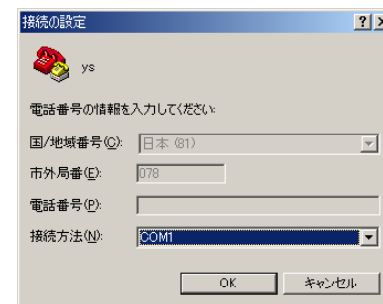 接続の設定
ys
電話番号の情報を入力してください:
国/地域番号(C): 日本 (81)
市外局番(E): 078
電話番号(P):
接続方法(N): COM1
OK キャンセル